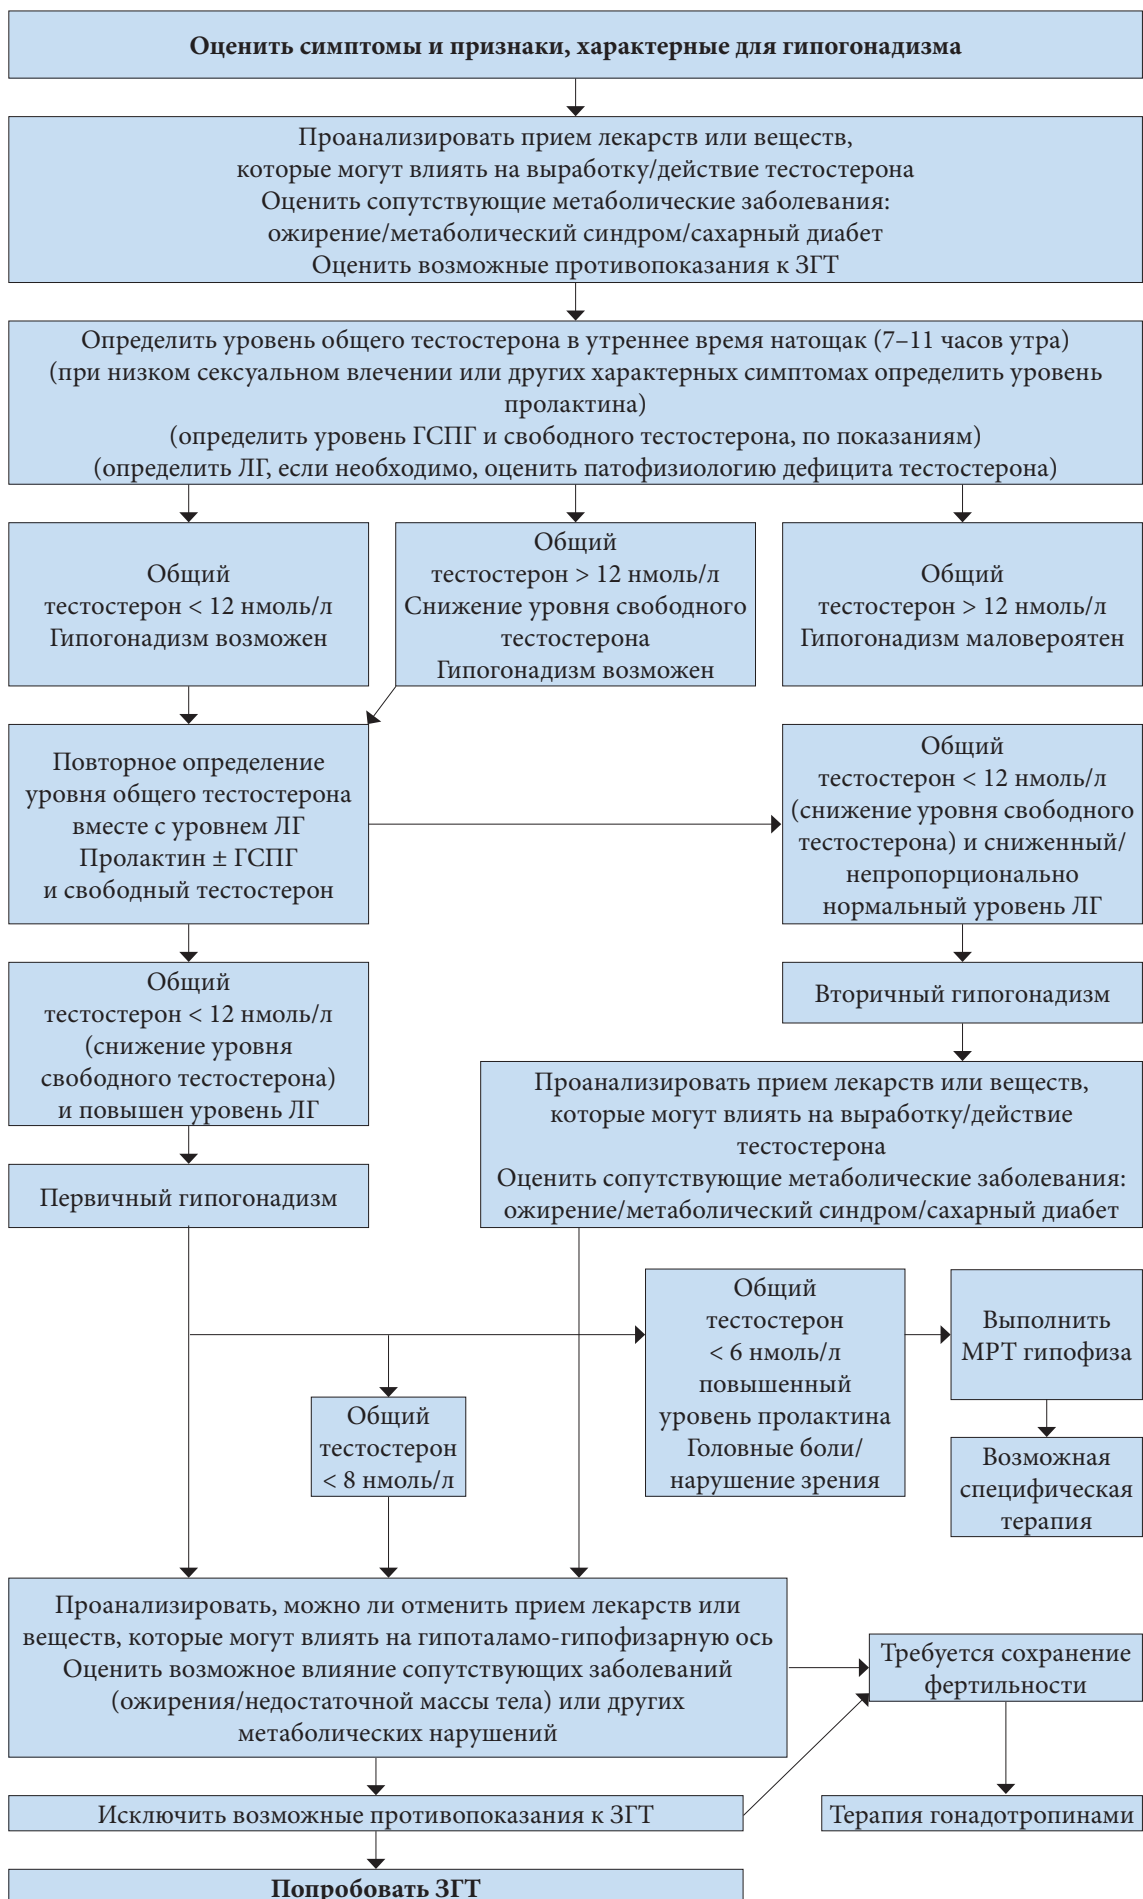 Оценить симптомы и признаки, характерные для гипогонадизма
Проанализировать прием лекарств или веществ,
которые могут влиять на выработку/действие тестостерона
Оценить сопутствующие метаболические заболевания:
ожирение/метаболический синдром/сахарный диабет
Оценить возможные противопоказания к ЗГТ
Определить уровень общего тестостерона в утреннее время натощак (7–11 часов утра)
(при низком сексуальном влечении или других характерных симптомах определить уровень
пролактина)
(определить уровень ГСПГ и свободного тестостерона, по показаниям)
(определить ЛГ, если необходимо, оценить патофизиологию дефицита тестостерона)
Общий
тестостерон < 12 нмоль/л
Гипогонадизм возможен
Общий
тестостерон > 12 нмоль/л
Снижение уровня свободного
тестостерона
Гипогонадизм возможен
Общий
тестостерон > 12 нмоль/л
Гипогонадизм маловероятен
Повторное определение
уровня общего тестостерона
вместе с уровнем ЛГ
Пролактин ± ГСПГ
и свободный тестостерон
Общий
тестостерон < 12 нмоль/л
(снижение уровня свободного
тестостерона) и сниженный/
непропорционально
нормальный уровень ЛГ
Общий
тестостерон < 12 нмоль/л
(снижение уровня
свободного тестостерона)
и повышен уровень ЛГ
Вторичный гипогонадизм
Проанализировать прием лекарств или веществ,
которые могут влиять на выработку/действие
тестостерона
Оценить сопутствующие метаболические заболевания:
ожирение/метаболический синдром/сахарный диабет
Первичный гипогонадизм
Общий
тестостерон
< 6 нмоль/л
повышенный
уровень пролактина
Головные боли/
нарушение зрения
Выполнить
МРТ гипофиза
Общий
тестостерон
< 8 нмоль/л
Возможная
специфическая
терапия
Проанализировать, можно ли отменить прием лекарств или
веществ, которые могут влиять на гипоталамо-гипофизарную ось
Оценить возможное влияние сопутствующих заболеваний
(ожирения/недостаточной массы тела) или других
метаболических нарушений
Требуется сохранение
фертильности
Исключить возможные противопоказания к ЗГТ
Терапия гонадотропинами
Попробовать ЗГТ